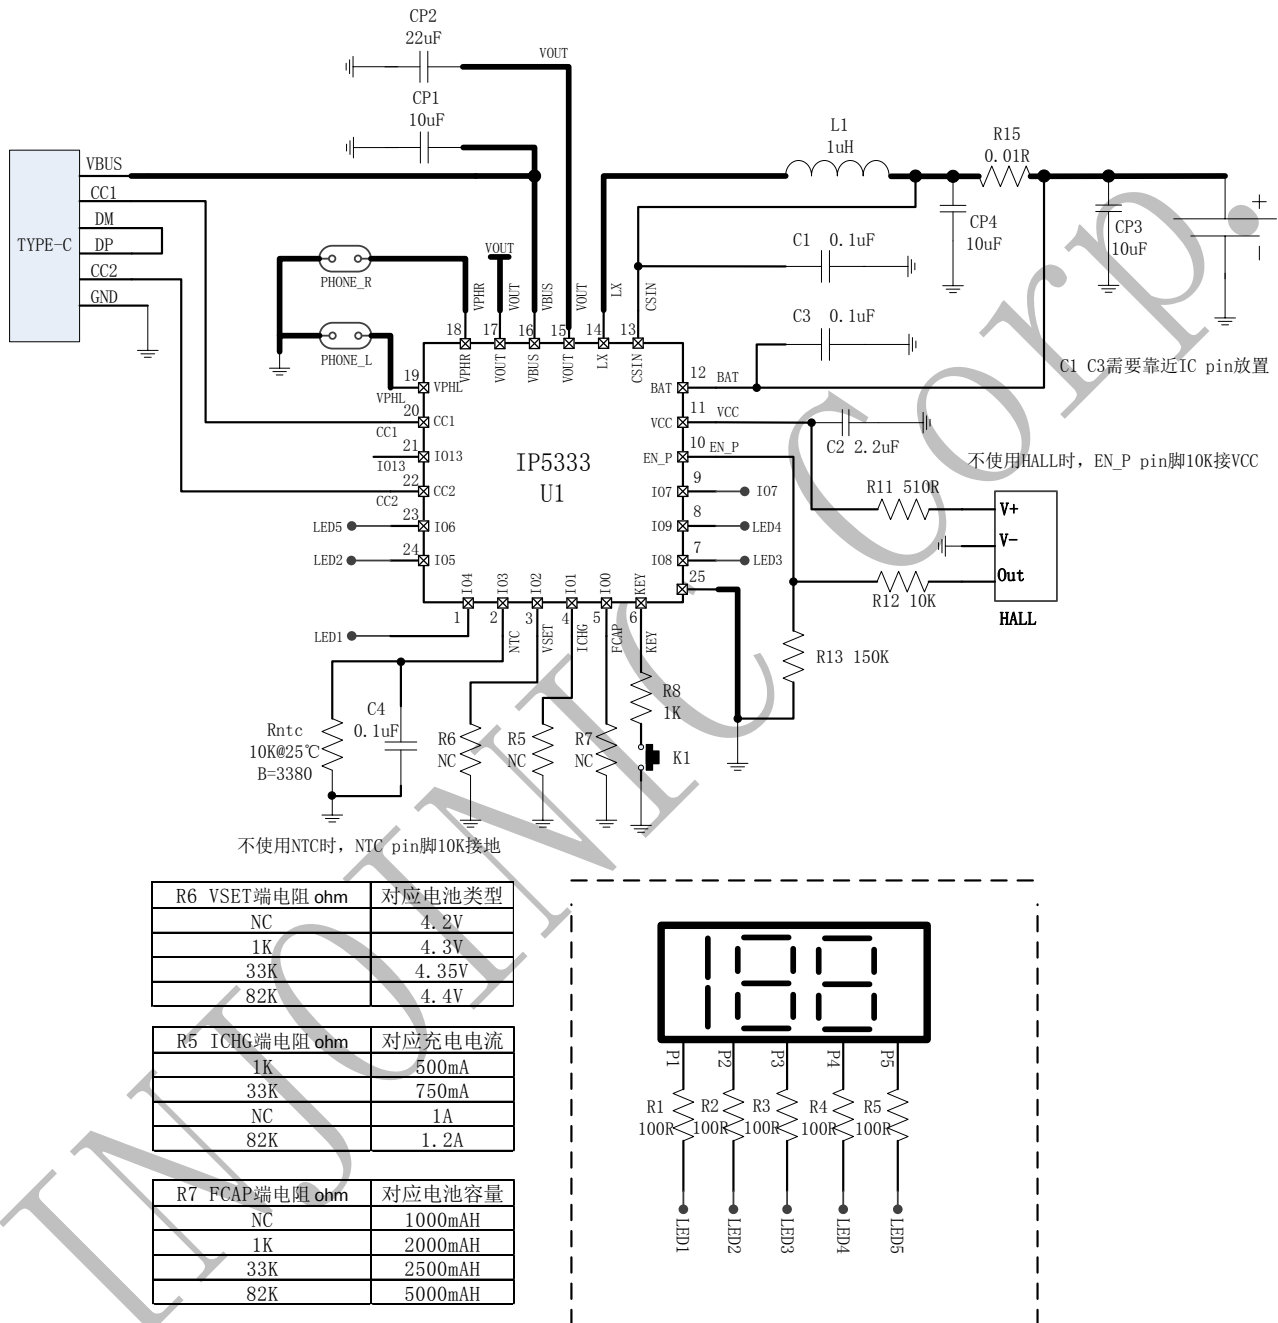 CP2
22uF
VOUT
CP1
10uF
L1
1uH
R15
0.01R
VBUS
CC1
DM
TYPE-C
DP
CC2
GND
CP4
10uF
CP3
10uF
+
-
C1 0.1uF
C3 0.1uF
C1 C3需要靠近IC pin放置
PHONE_R
PHONE_L
VOUT
VPHR
VOUT
VBUS
VOUT
LX
CSIN
18
17
16
15
14
13
VPHR
VOUT
VBUS
VOUT
LX
CSIN
19
VPHL
VPHL
20
CC1
CC1
21
IO13
IO13
22
CC2
CC2
23
LED5
IO6
24
LED2
IO5
IP5333
U1
12
BAT
BAT
11
VCC
VCC
10
EN_P
EN_P
9
IO7
IO7
8
IO9
LED4
7
IO8
LED3
25
C2 2.2uF
不使用HALL时，EN_P pin脚10K接VCC
R11 510R
V+
V-
Out
R12 10K
HALL
R13 150K
IO4
IO3
IO2
IO1
IO0
KEY
1
2
3
4
5
6
LED1
NTC
VSET
ICHG
FCAP
KEY
R8
1K
K1
Rntc
10K@25℃
B=3380
C4
0.1uF
R6
NC
R5
NC
R7
NC
不使用NTC时，NTC pin脚10K接地
R6 VSET端电阻 ohm 对应电池类型
NC 4.2V
1K 4.3V
33K 4.35V
82K 4.4V
R5 ICHG端电阻 ohm 对应充电电流
1K 500mA
33K 750mA
NC 1A
82K 1.2A
R7 FCAP端电阻 ohm 对应电池容量
NC 1000mAH
1K 2000mAH
33K 2500mAH
82K 5000mAH
188
P1 P2 P3 P4 P5
R1 R2 R3 R4 R5
100R 100R 100R 100R 100R
LED1 LED2 LED3 LED4 LED5
INJOINIC Corp.